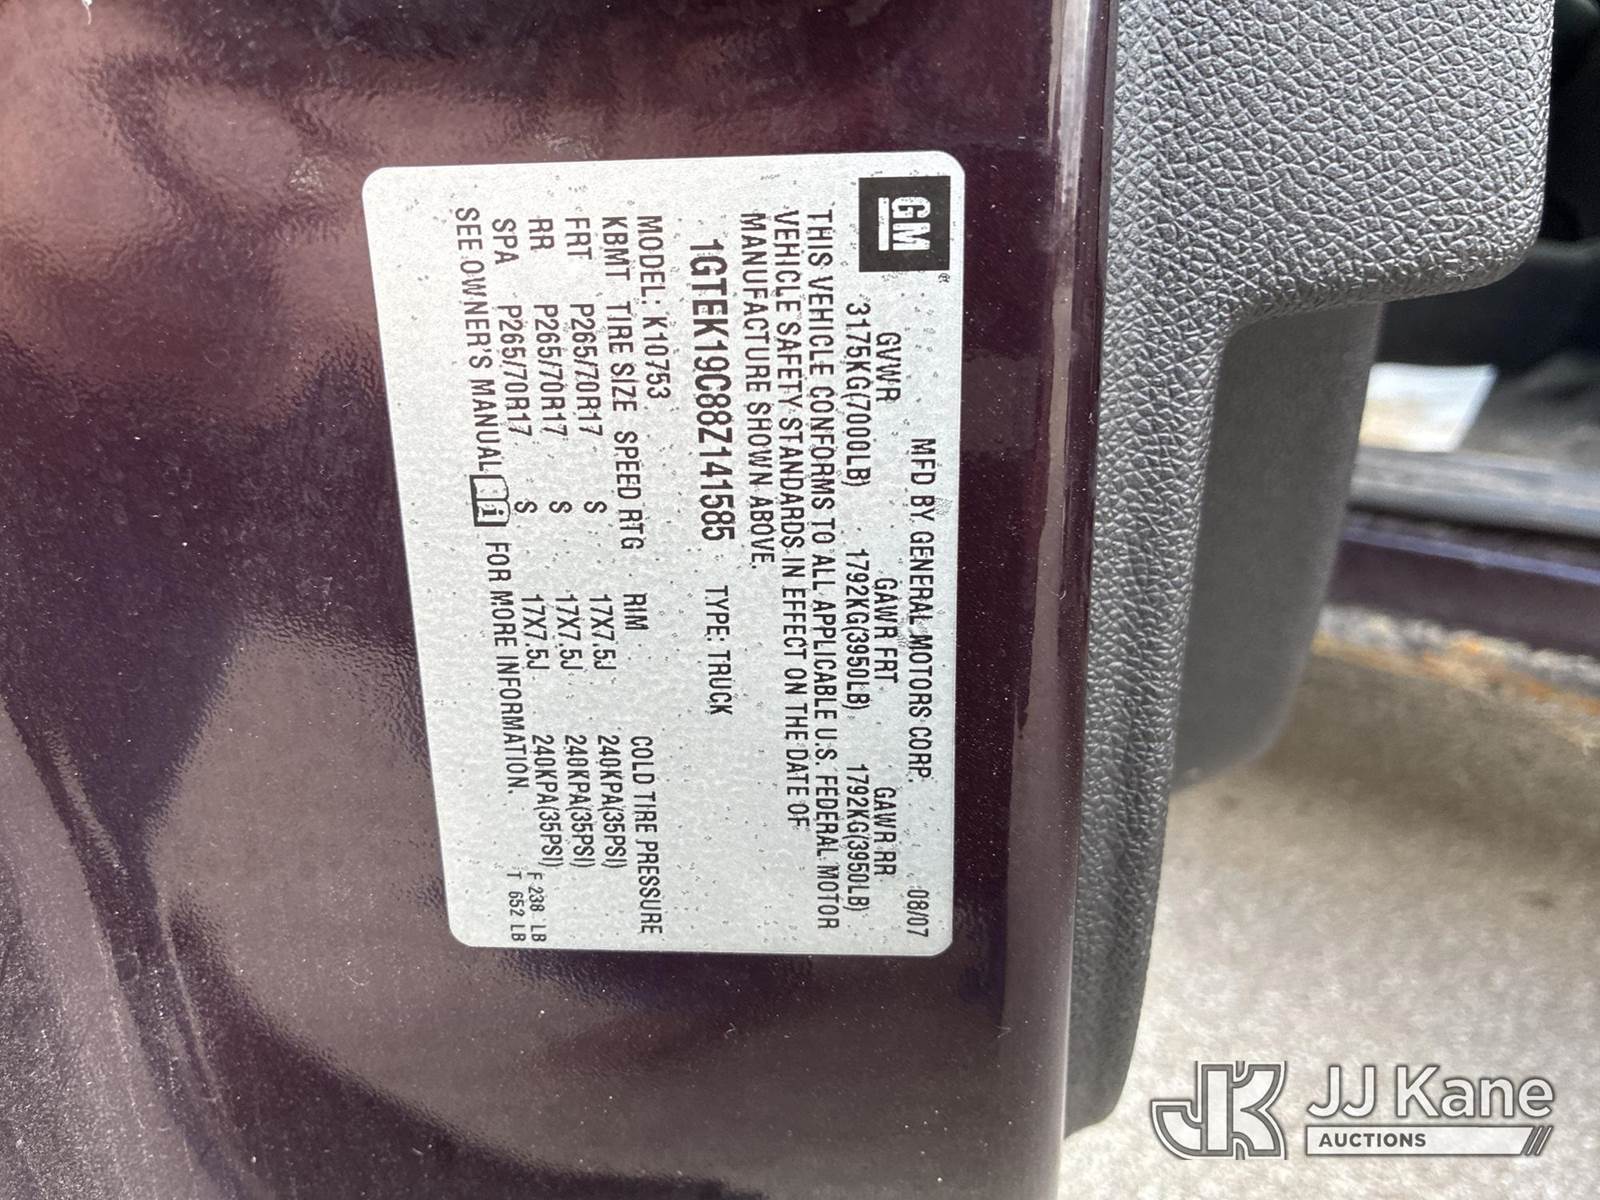 GM
MFD BY GENERAL MOTORS CORP. 08/07
GVWR GAWR FRT GAWR RR
3175KG(7000LB) 1792KG(3950LB) 1792KG(3950LB)
THIS VEHICLE CONFORMS TO ALL APPLICABLE U.S. FEDERAL MOTOR
VEHICLE SAFETY STANDARDS IN EFFECT ON THE DATE OF
MANUFACTURE SHOWN ABOVE.
1GTEK19C88Z141585 TYPE: TRUCK
MODEL: K10753
KBMT TIRE SIZE SPEED RTG RIM COLD TIRE PRESSURE
FRT P265/70R17 S 17X7.5J 240KPA(35PSI)
RR P265/70R17 S 17X7.5J 240KPA(35PSI)
SPA P265/70R17 S 17X7.5J 240KPA(35PSI) F 238 LB
SEE OWNER'S MANUAL i FOR MORE INFORMATION. T 652 LB
JK JJ Kane
AUCTIONS